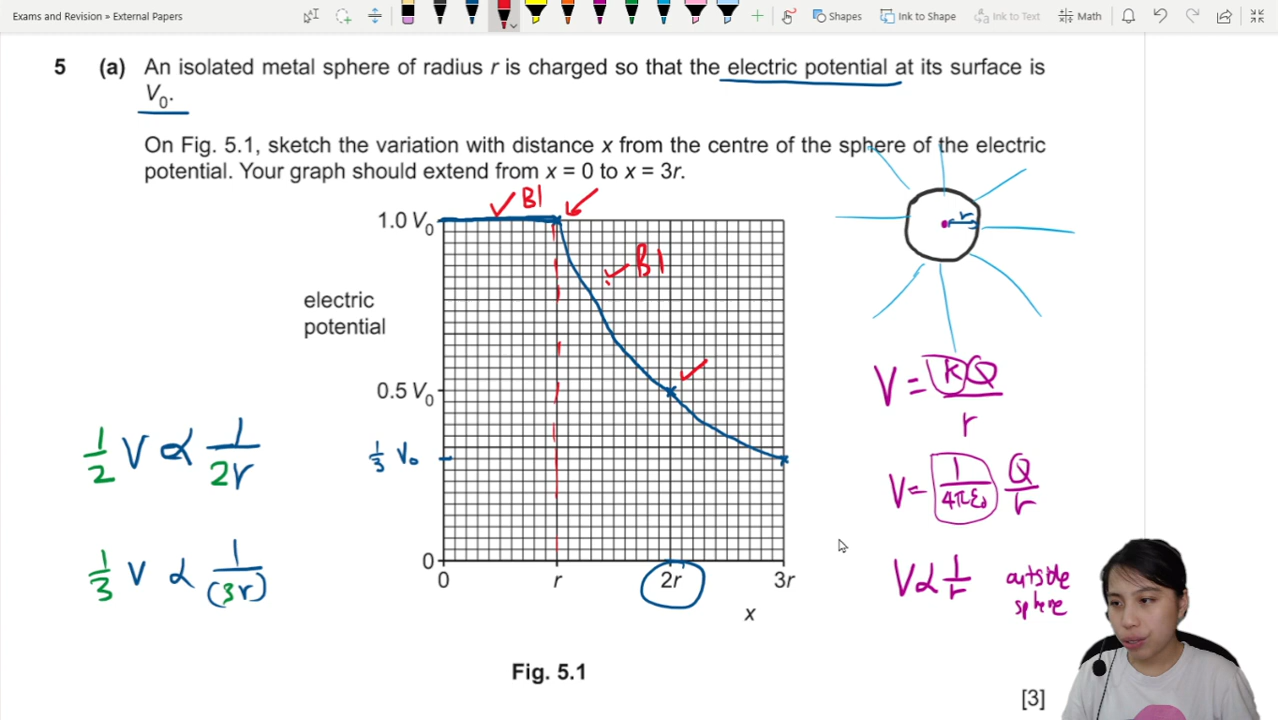 Exams and Revision » External Papers
Shapes
Ink to Shape
Ink to Text
Math
5 (a) An isolated metal sphere of radius r is charged so that the electric potential at its surface is
V₀.
On Fig. 5.1, sketch the variation with distance x from the centre of the sphere of the electric
potential. Your graph should extend from x = 0 to x = 3r.
✓ B1
1.0 V₀
r
✓ B1
electric
potential
✓
V = kQ/r
0.5 V₀
1/2 V ∝ 1/2r
1/3 V₀
V = 1/4πε₀ Q/r
1/3 V ∝ 1/(3r)
0
0 r 2r 3r
V ∝ 1/r outside
sphere
x
Fig. 5.1
[3]